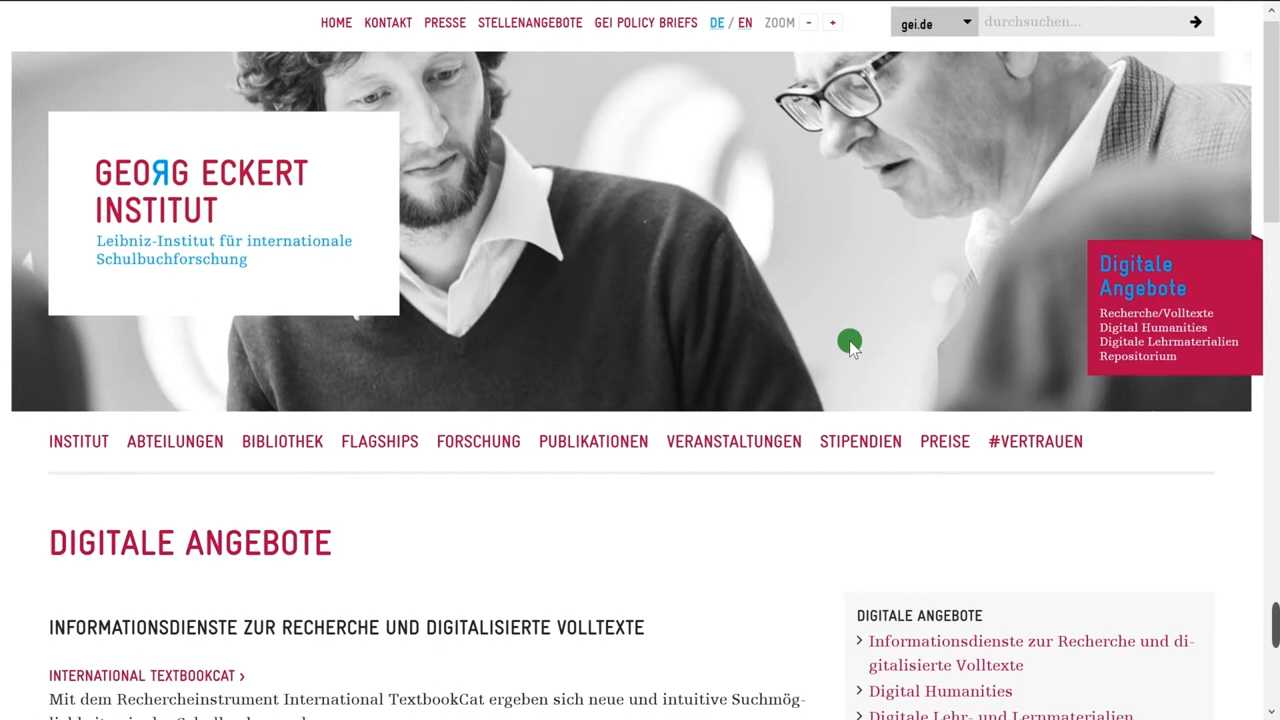 HOME KONTAKT PRESSE STELLENANGEBOTE GEI POLICY BRIEFS DE / EN ZOOM - +
gei.de durchsuchen...
GEOЯG ECKERT
INSTITUT
Leibniz-Institut für internationale
Schulbuchforschung
Digitale
Angebote
Recherche/Volltexte
Digital Humanities
Digitale Lehrmaterialien
Repositorium
INSTITUT ABTEILUNGEN BIBLIOTHEK FLAGSHIPS FORSCHUNG PUBLIKATIONEN VERANSTALTUNGEN STIPENDIEN PREISE #VERTRAUEN
DIGITALE ANGEBOTE
INFORMATIONSDIENSTE ZUR RECHERCHE UND DIGITALISIERTE VOLLTEXTE
INTERNATIONAL TEXTBOOKCAT ›
Mit dem Rechercheinstrument International TextbookCat ergeben sich neue und intuitive Suchmög-
DIGITALE ANGEBOTE
Informationsdienste zur Recherche und di-
gitalisierte Volltexte
Digital Humanities
Digitale Lehr- und Lernmaterialien